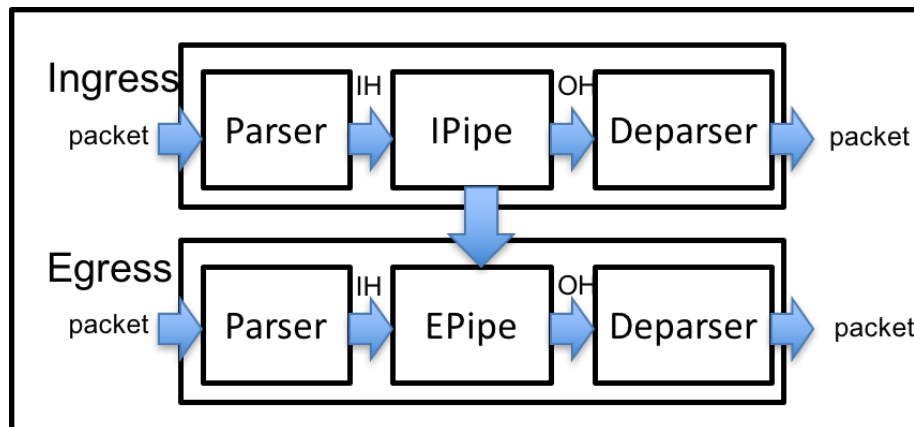 Ingress
IH
OH
packet
Parser
IPipe
Deparser
packet
Egress
IH
OH
packet
Parser
EPipe
Deparser
packet